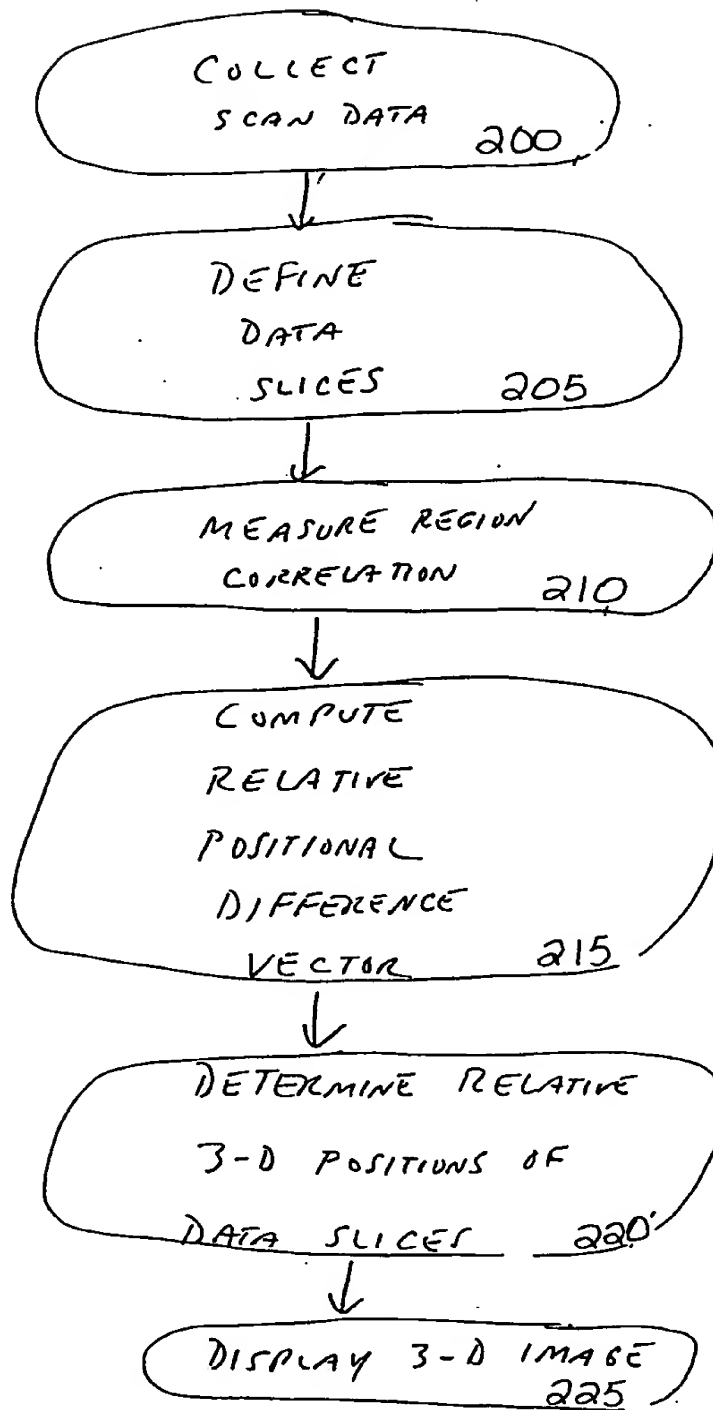 COLLECT
SCAN DATA
200
DEFINE
DATA
SLICES 205
MEASURE REGION
CORRELATION 210
COMPUTE
RELATIVE
POSITIONAL
DIFFERENCE
VECTOR 215
DETERMINE RELATIVE
3-D POSITIONS OF
DATA SLICES 220
DISPLAY 3-D IMAGE
225